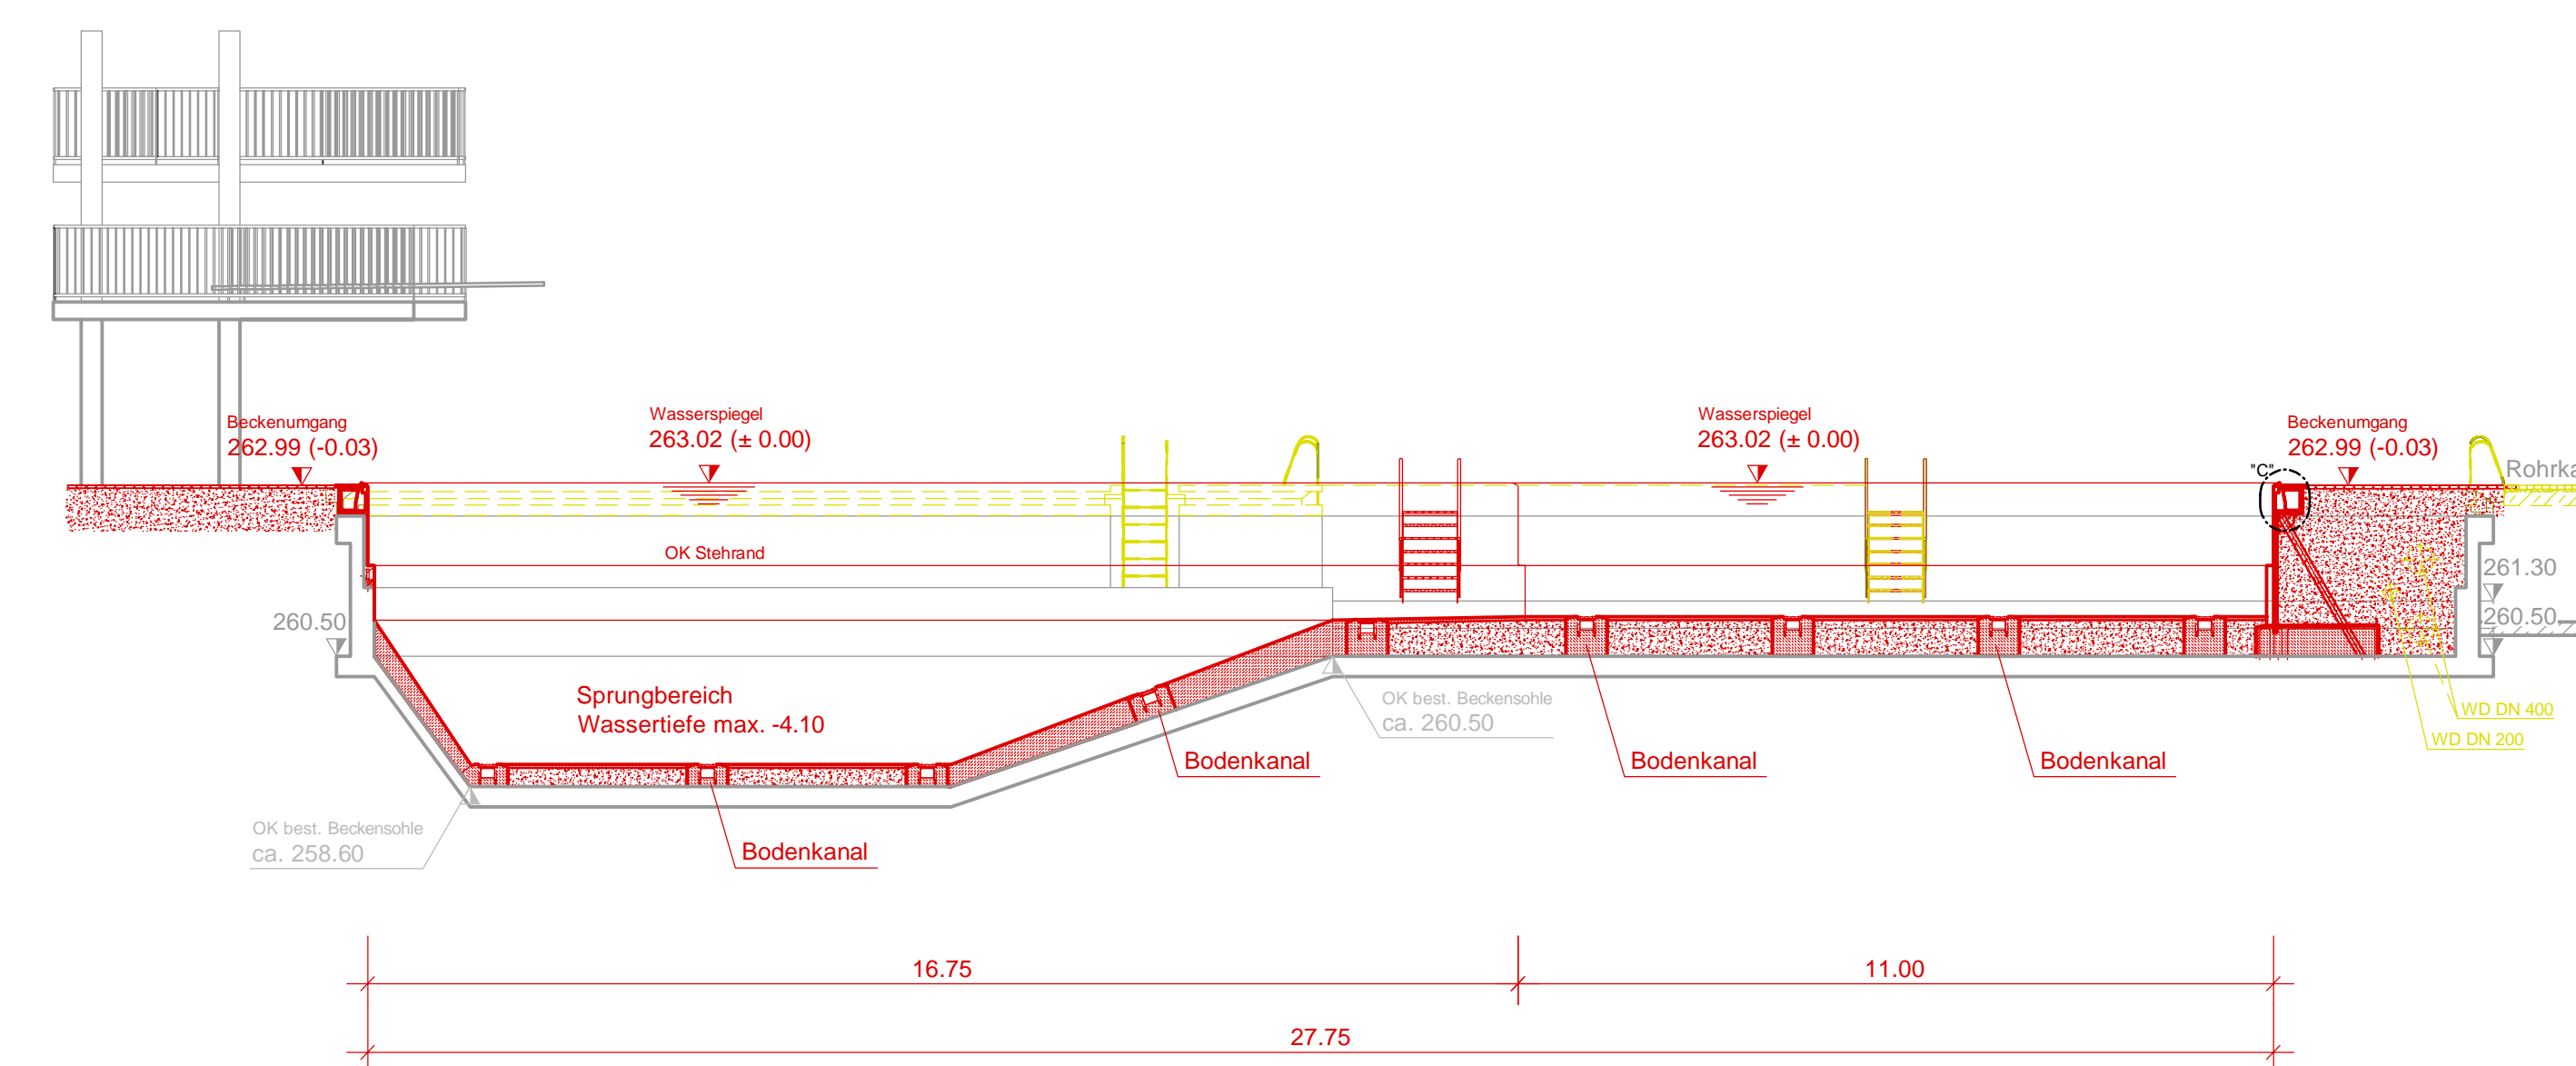 Beckenumgang
262.99 (-0.03)
Wasserspiegel
263.02 (± 0.00)
Wasserspiegel
263.02 (± 0.00)
Beckenumgang
262.99 (-0.03)
"C"
Rohrka
OK Stehrand
261.30
260.50
260.50
Sprungbereich
Wassertiefe max. -4.10
OK best. Beckensohle
ca. 260.50
WD DN 400
WD DN 200
Bodenkanal
Bodenkanal
Bodenkanal
OK best. Beckensohle
ca. 258.60
Bodenkanal
16.75
11.00
27.75